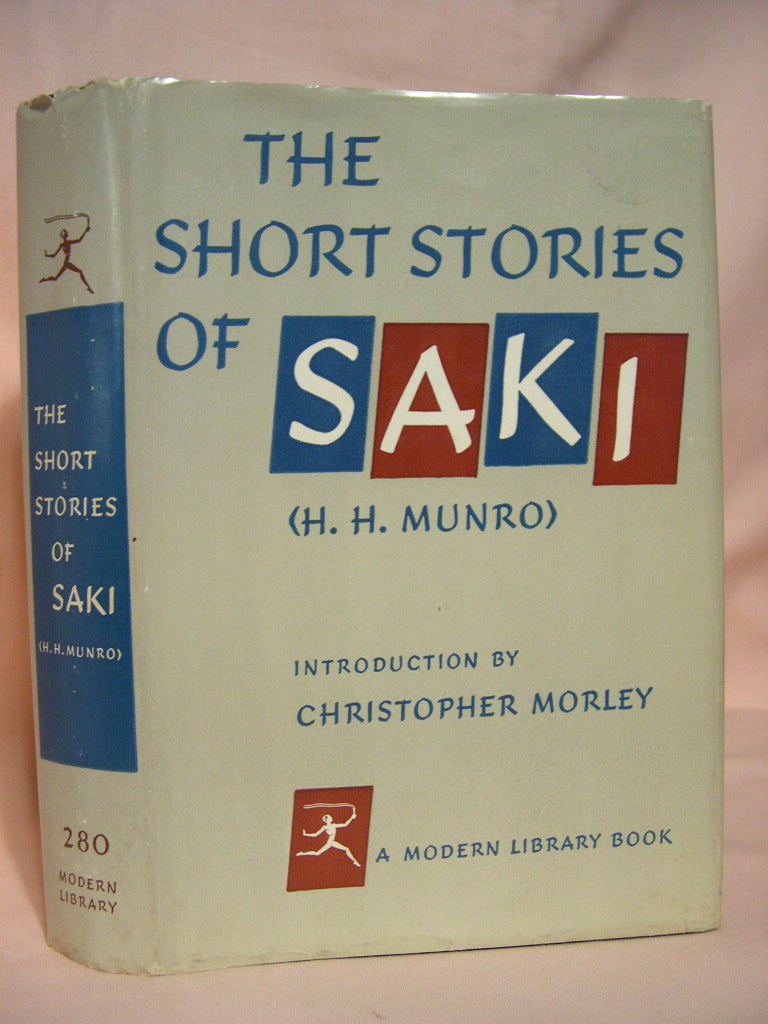 THE
SHORT
STORIES
OF
SAKI
(H.H.MUNRO)
280
MODERN
LIBRARY
THE
SHORT STORIES
OF SAKI
(H. H. MUNRO)
INTRODUCTION BY
CHRISTOPHER MORLEY
A MODERN LIBRARY BOOK